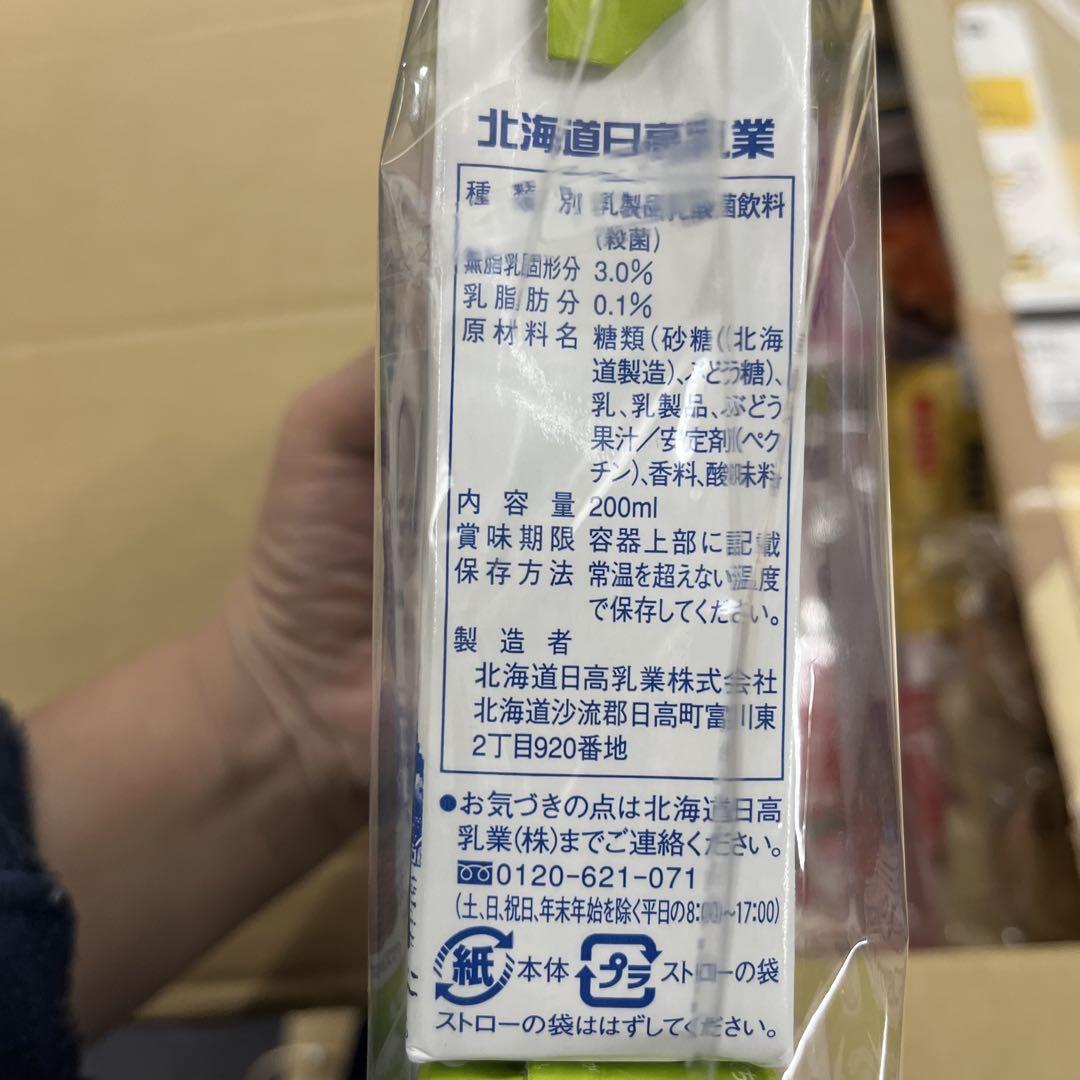 北海道日高乳業
種類別 乳製品乳酸菌飲料
(殺菌)
無脂乳固形分 3.0%
乳脂肪分 0.1%
原材料名 糖類(砂糖((北海
道製造)、ぶどう糖)、
乳、乳製品、ぶどう
果汁/安定剤(ペク
チン)、香料、酸味料
内容量 200ml
賞味期限 容器上部に記載
保存方法 常温を超えない温度
で保存してください。
製造者
北海道日高乳業株式会社
北海道沙流郡日高町富川東
2丁目920番地
●お気づきの点は北海道日高
乳業(株)までご連絡ください。
0120-621-071
(土、日、祝日、年末年始を除く平日の8:00~17:00)
紙 本体 プラ ストローの袋
ストローの袋ははずしてください。